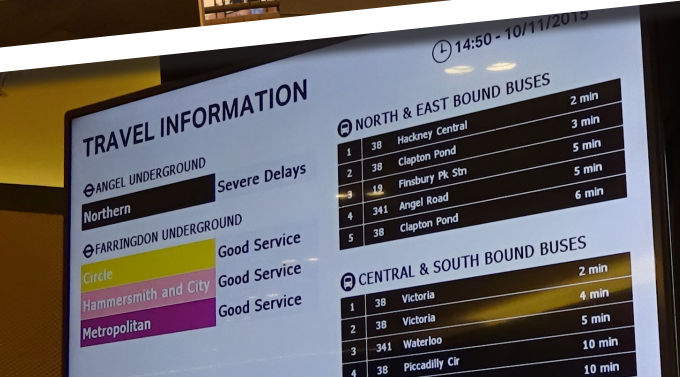 14:50 - 10/11/2015
TRAVEL INFORMATION
ANGEL UNDERGROUND
Northern Severe Delays
FARRINGDON UNDERGROUND
Circle Good Service
Hammersmith and City Good Service
Metropolitan Good Service
NORTH & EAST BOUND BUSES
1 38 Hackney Central 2 min
2 38 Clapton Pond 3 min
3 19 Finsbury Pk Stn 5 min
4 341 Angel Road 5 min
5 38 Clapton Pond 6 min
CENTRAL & SOUTH BOUND BUSES
1 38 Victoria 2 min
2 38 Victoria 4 min
3 341 Waterloo 5 min
4 38 Piccadilly Cir 10 min
10 min